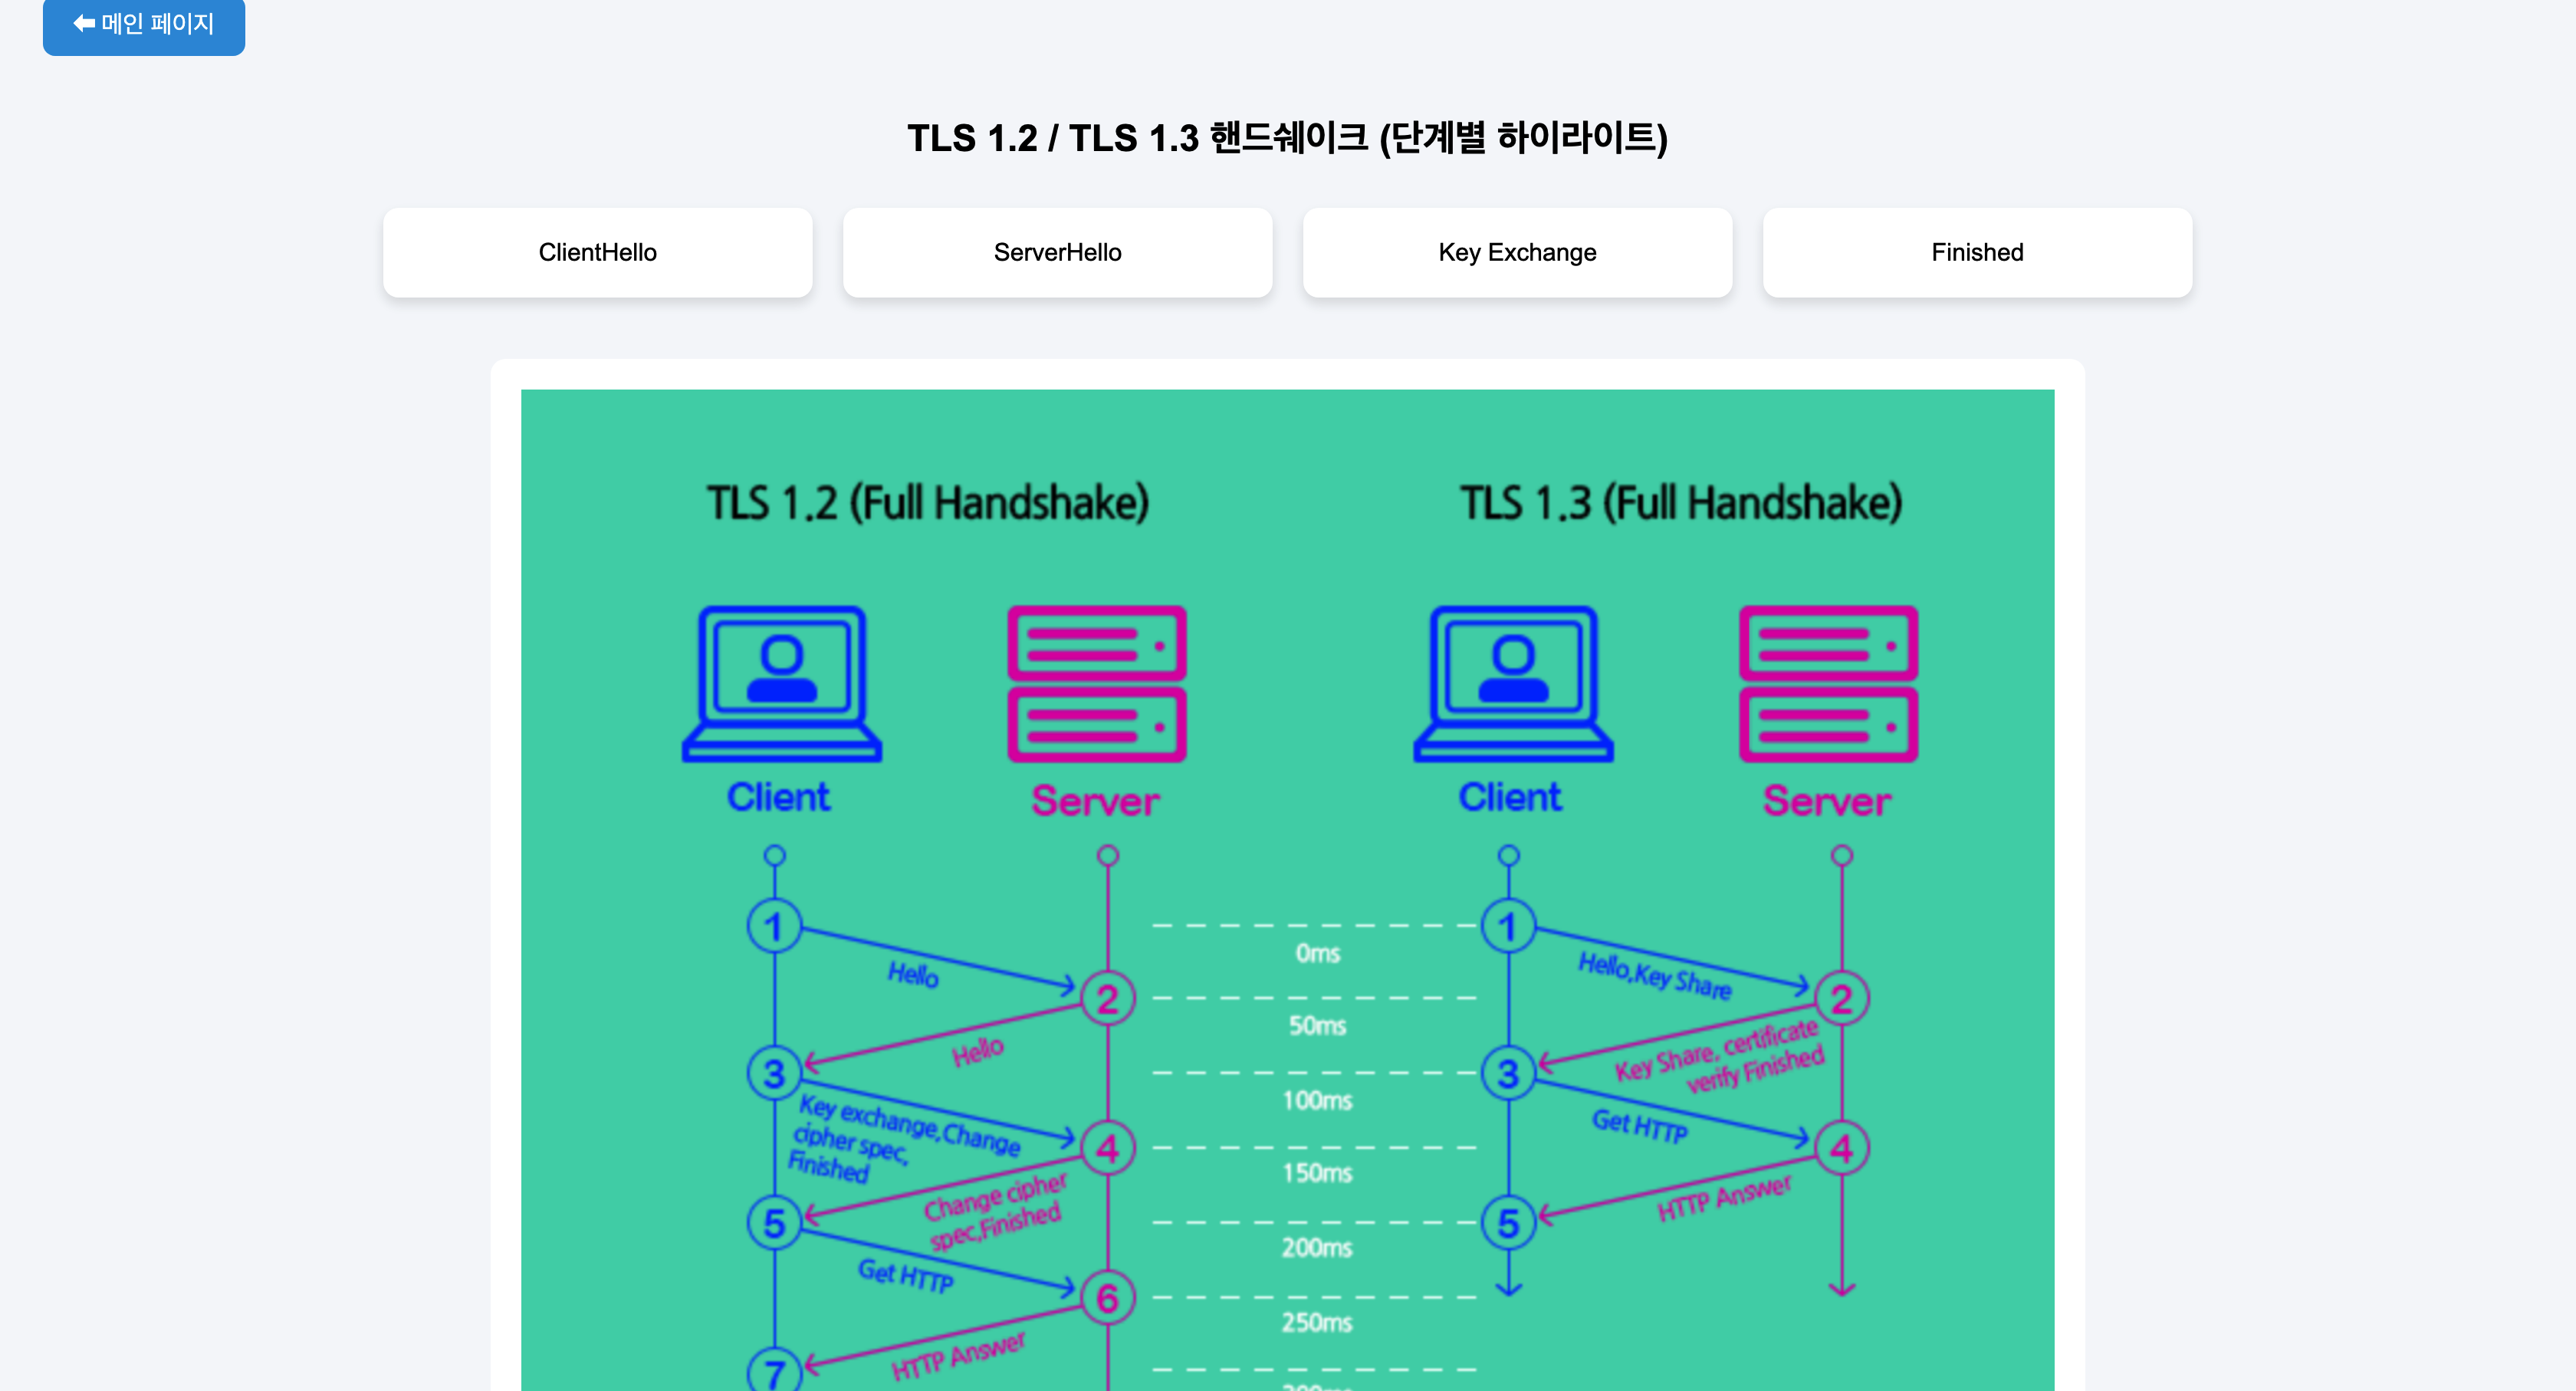 ⬅ 메인 페이지
TLS 1.2 / TLS 1.3 핸드쉐이크 (단계별 하이라이트)
ClientHello
ServerHello
Key Exchange
Finished
TLS 1.2 (Full Handshake)
TLS 1.3 (Full Handshake)
Client
Server
Client
Server
1
Hello
2
Hello
3
Key exchange,Change
cipher spec,
Finished
4
Change cipher
spec,Finished
5
Get HTTP
6
HTTP Answer
7
0ms
50ms
100ms
150ms
200ms
250ms
1
Hello,Key Share
2
Key Share, certificate
verify Finished
3
Get HTTP
4
HTTP Answer
5